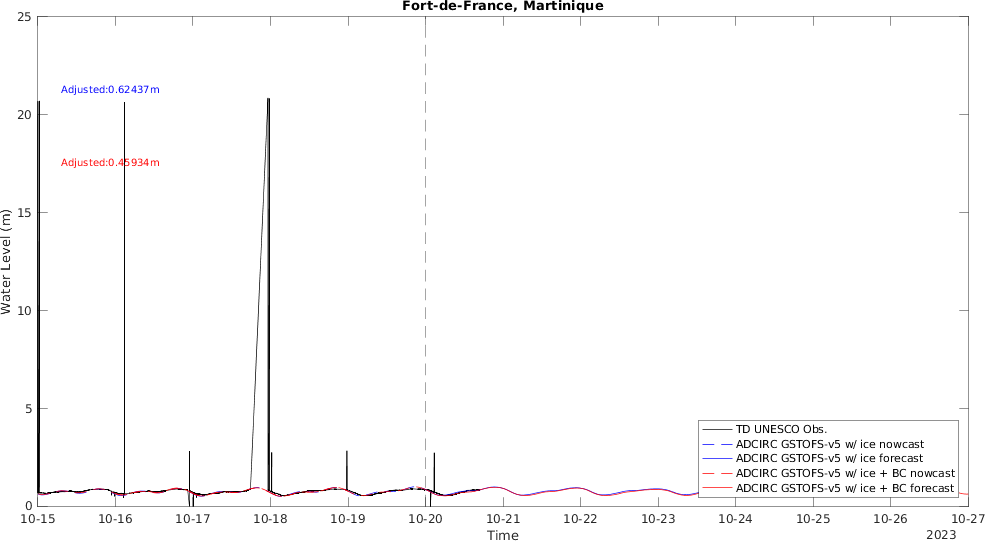 Fort-de-France, Martinique
25
20
15
10
5
0
Water Level (m)
Adjusted:0.62437m
Adjusted:0.45934m
TD UNESCO Obs.
ADCIRC GSTOFS-v5 w/ ice nowcast
ADCIRC GSTOFS-v5 w/ ice forecast
ADCIRC GSTOFS-v5 w/ ice + BC nowcast
ADCIRC GSTOFS-v5 w/ ice + BC forecast
10-15 10-16 10-17 10-18 10-19 10-20 10-21 10-22 10-23 10-24 10-25 10-26 10-27
Time
2023